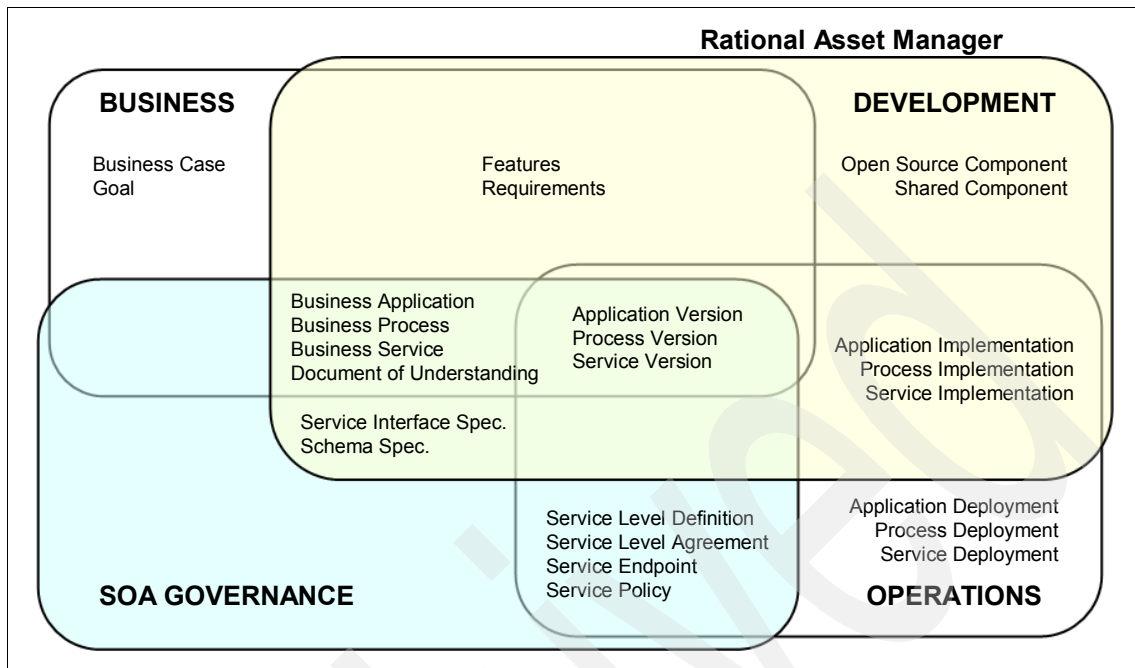 Rational Asset Manager
BUSINESS
DEVELOPMENT
Business Case
Goal
Features
Requirements
Open Source Component
Shared Component
Business Application
Business Process
Business Service
Document of Understanding
Application Version
Process Version
Service Version
Application Implementation
Process Implementation
Service Implementation
Service Interface Spec.
Schema Spec.
Service Level Definition
Service Level Agreement
Service Endpoint
Service Policy
Application Deployment
Process Deployment
Service Deployment
SOA GOVERNANCE
OPERATIONS